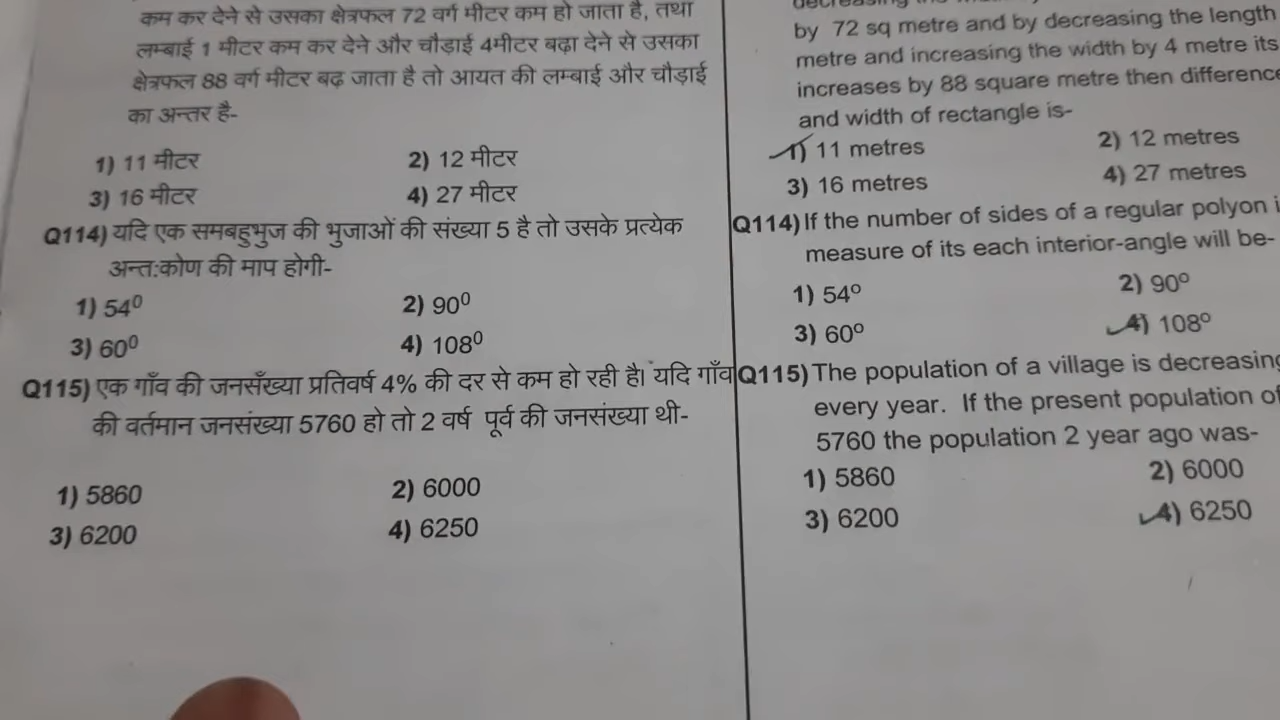 कम कर देने से उसका क्षेत्रफल 72 वर्ग मीटर कम हो जाता है, तथा
लम्बाई 1 मीटर कम कर देने और चौड़ाई 4मीटर बढ़ा देने से उसका
क्षेत्रफल 88 वर्ग मीटर बढ़ जाता है तो आयत की लम्बाई और चौड़ाई
का अन्तर है-
1) 11 मीटर 2) 12 मीटर
3) 16 मीटर 4) 27 मीटर
Q114) यदि एक समबहुभुज की भुजाओं की संख्या 5 है तो उसके प्रत्येक
अन्त:कोण की माप होगी-
1) 54⁰ 2) 90⁰
3) 60⁰ 4) 108⁰
Q115) एक गाँव की जनसँख्या प्रतिवर्ष 4% की दर से कम हो रही है। यदि गाँव
की वर्तमान जनसंख्या 5760 हो तो 2 वर्ष पूर्व की जनसंख्या थी-
1) 5860 2) 6000
3) 6200 4) 6250
by 72 sq metre and by decreasing the length
metre and increasing the width by 4 metre its
increases by 88 square metre then difference
and width of rectangle is-
1) 11 metres 2) 12 metres
3) 16 metres 4) 27 metres
Q114) If the number of sides of a regular polyon
measure of its each interior-angle will be-
1) 54º 2) 90º
3) 60º 4) 108º
Q115) The population of a village is decreasing
every year. If the present population of
5760 the population 2 year ago was-
1) 5860 2) 6000
3) 6200 4) 6250